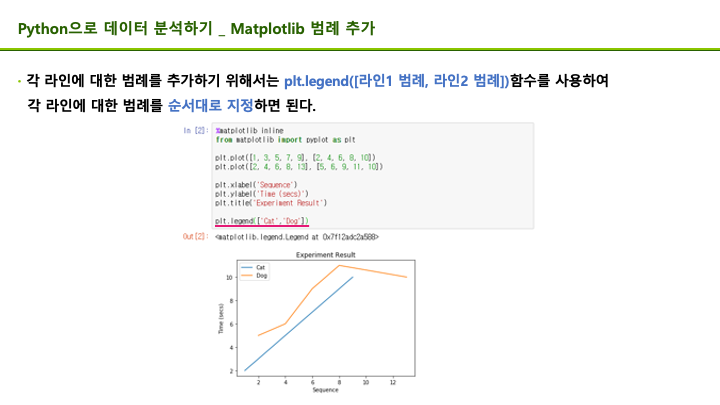 Python으로 데이터 분석하기 _ Matplotlib 범례 추가
· 각 라인에 대한 범례를 추가하기 위해서는 plt.legend([라인1 범례, 라인2 범례])함수를 사용하여
각 라인에 대한 범례를 순서대로 지정하면 된다.
In [2]: %matplotlib inline
from matplotlib import pyplot as plt
plt.plot([1, 3, 5, 7, 9], [2, 4, 6, 8, 10])
plt.plot([2, 4, 6, 8, 13], [5, 6, 9, 11, 10])
plt.xlabel('Sequence')
plt.ylabel('Time (secs)')
plt.title('Experiment Result')
plt.legend(['Cat','Dog'])
Out[2]: <matplotlib.legend.Legend at 0x7f12adc2a588>
Experiment Result
Cat
Dog
10
8
6
4
2
Time (secs)
2 4 6 8 10 12
Sequence